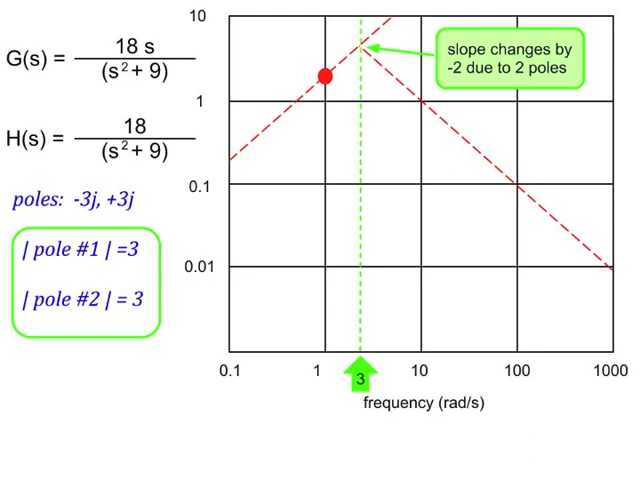 G(s) = 18 s
(s² + 9)
H(s) = 18
(s² + 9)
poles: -3j, +3j
| pole #1 | =3
| pole #2 | = 3
10
1
0.1
0.01
slope changes by
-2 due to 2 poles
0.1
1
3
10
100
1000
frequency (rad/s)